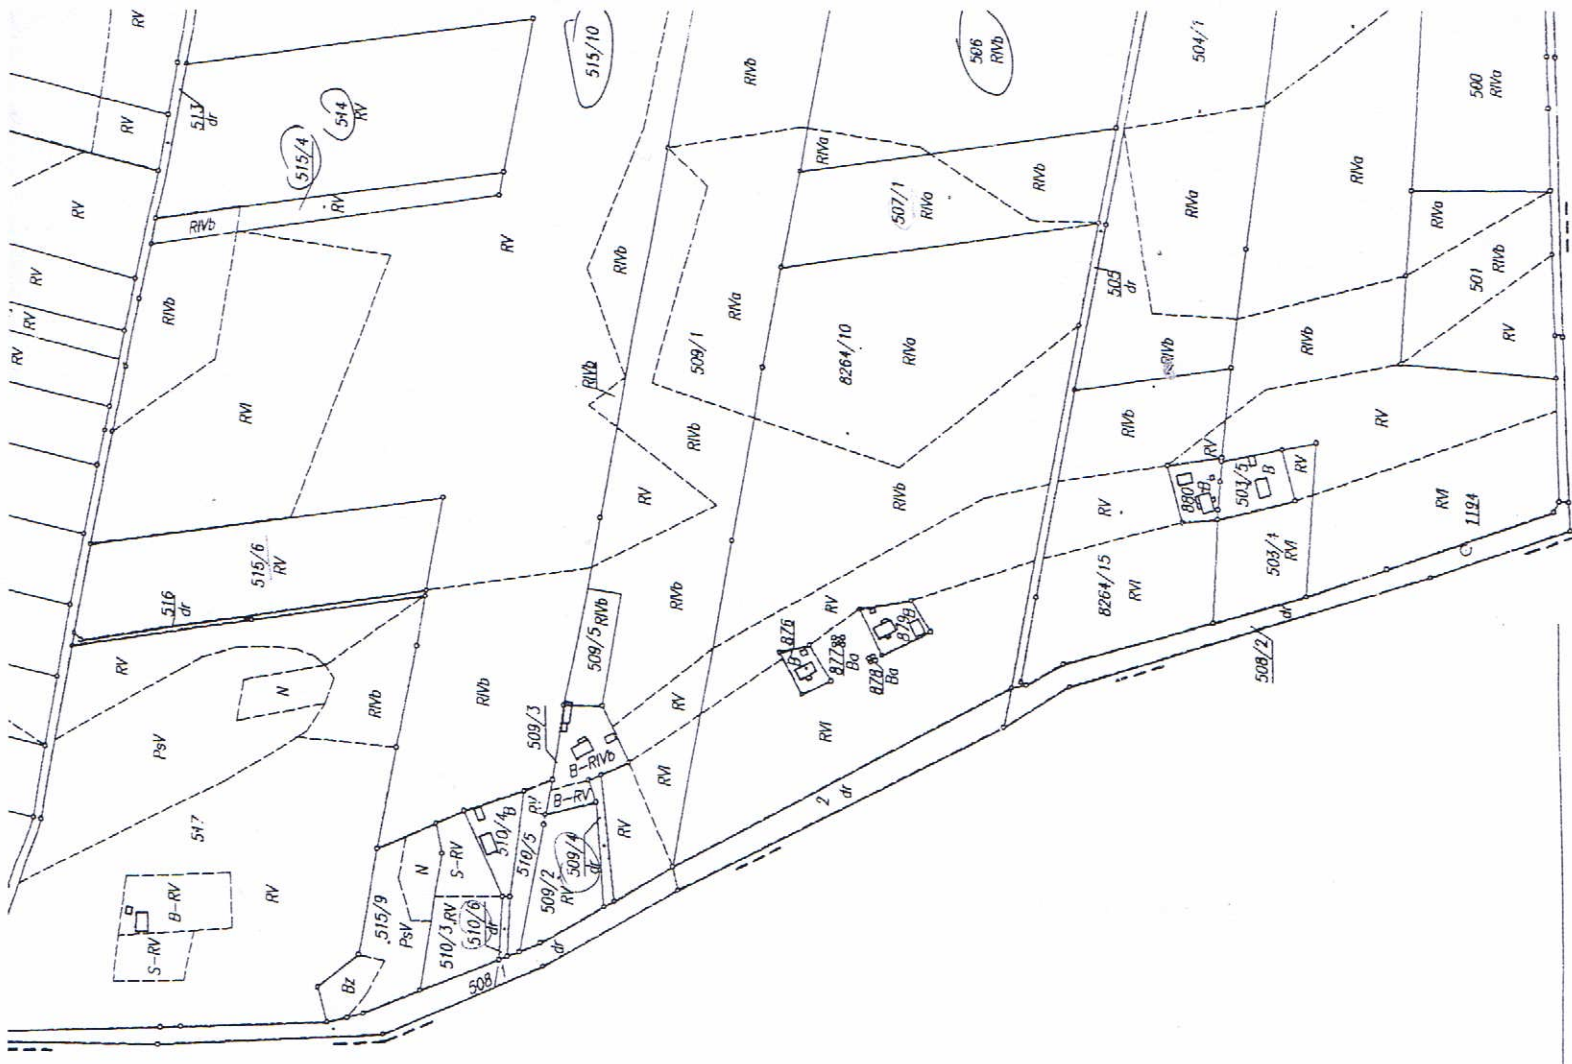 RV
513
dr
RV
515/4
544
RV
515/10
RIVb
506
RIVb
504/1
500
RIVa
RV
RIVb
RV
RV
RIVb
RIVa
507/1
RIVa
RIVb
RIVa
RIVa
RIVa
501
RIVb
RV
RV
RV
RIVb
RVI
RIVb
509/1
RIVa
8264/10
RIVa
505
dr
RIVb
RIVb
RV
RIVb
RV
RIVb
RIVb
RV
RV
880
B
503/5
B
RV
RVI
1194
515/6
RV
516
dr
RV
N
RIVb
RIVb
509/5
RIVb
RIVb
RV
876
B
877
Ba
878
Ba
879
B
8264/15
RVI
503/4
RVI
dr
508/2
PsV
509/3
B-RIVb
RV
RVI
RVI
2
dr
517
B-RV
S-RV
RV
515/9
PsV
N
S-RV
510/4
B
RV
B-RV
510/5
509/2
RV
509/4
dr
RV
510/3
RV
510/6
dr
dr
508/1
Bz